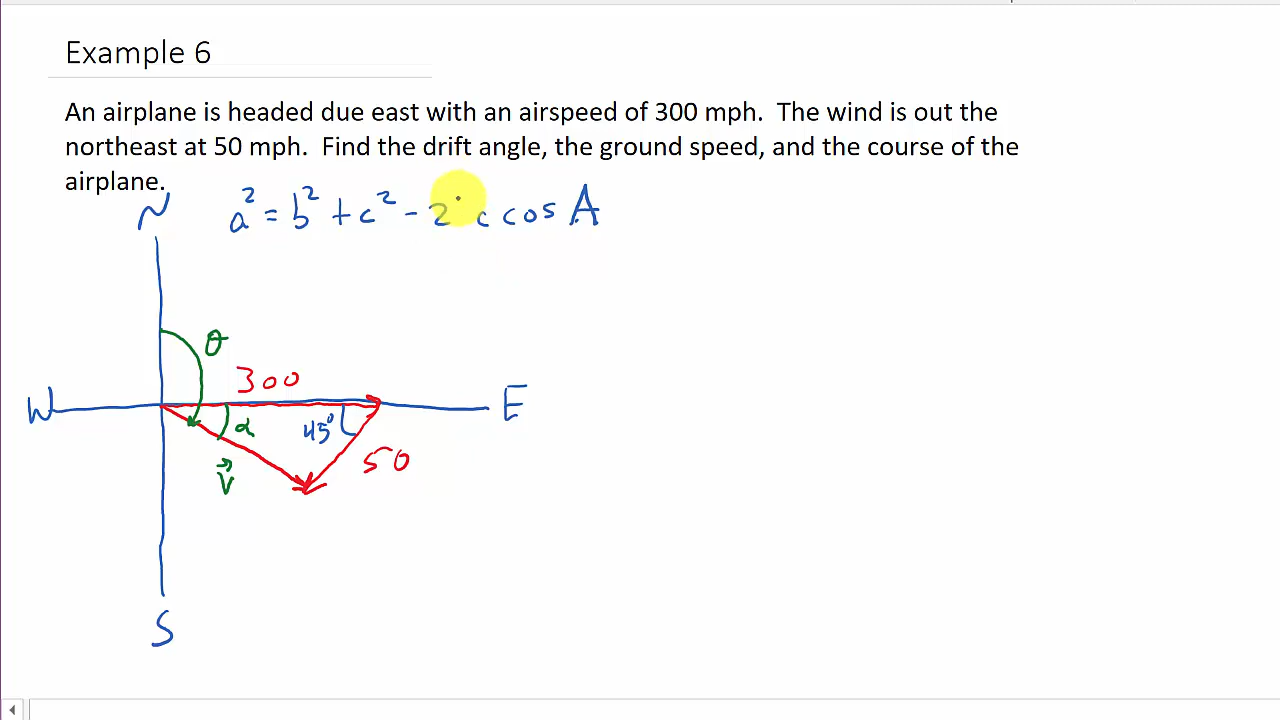 Example 6
An airplane is headed due east with an airspeed of 300 mph. The wind is out the
northeast at 50 mph. Find the drift angle, the ground speed, and the course of the
airplane.
N
a² = b² + c² - 2 c cos A
θ
300
W
E
α
45°
50
v⃗
S